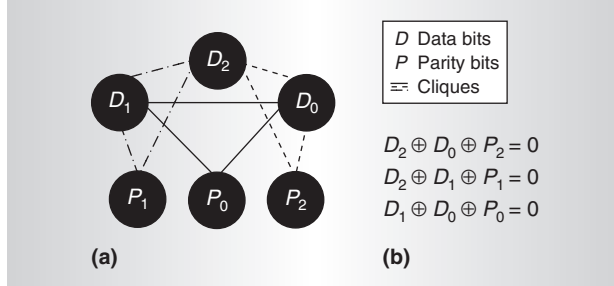 D₂
D₁
D₀
P₁
P₀
P₂
(a)
D Data bits
P Parity bits
Cliques
D₂ ⊕ D₀ ⊕ P₂ = 0
D₂ ⊕ D₁ ⊕ P₁ = 0
D₁ ⊕ D₀ ⊕ P₀ = 0
(b)